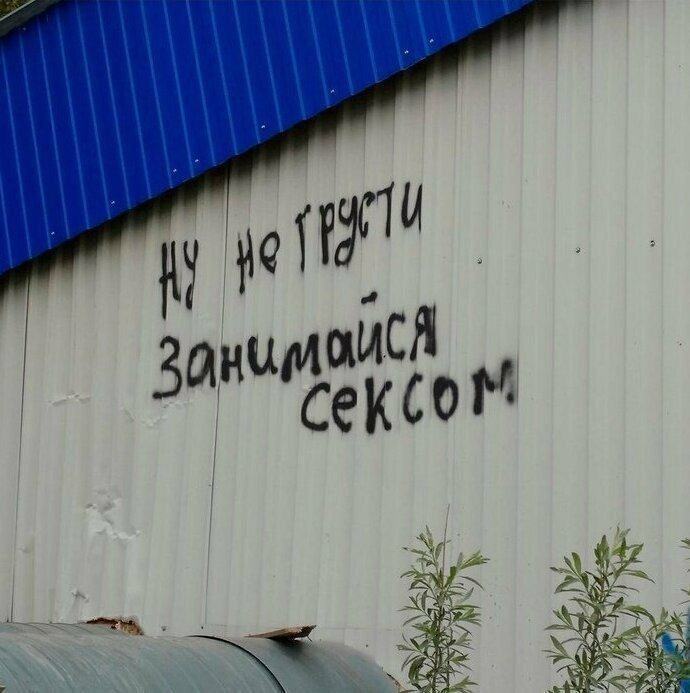 ну не грусти
занимайся
сексом